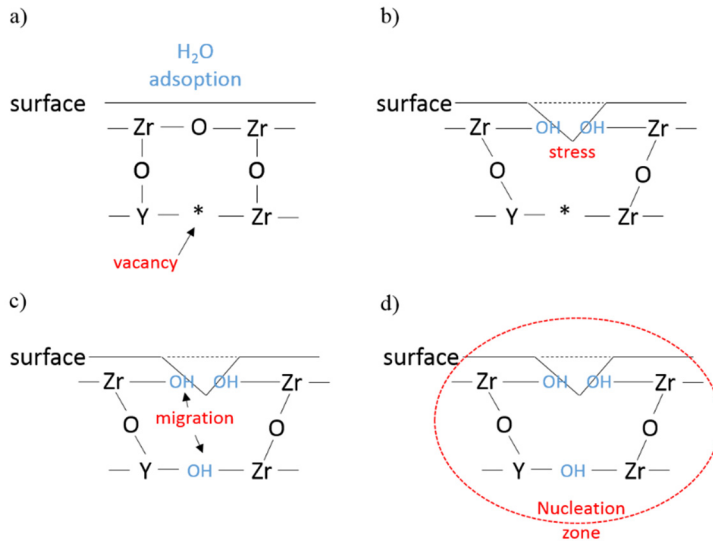 a)
H₂O
adsoption
surface
Zr O Zr
O O
Y * Zr
vacancy
b)
surface
Zr OH OH Zr
stress
O O
Y * Zr
c)
surface
Zr OH OH Zr
migration
O O
Y OH Zr
d)
surface
Zr OH OH Zr
O O
Y OH Zr
Nucleation
zone